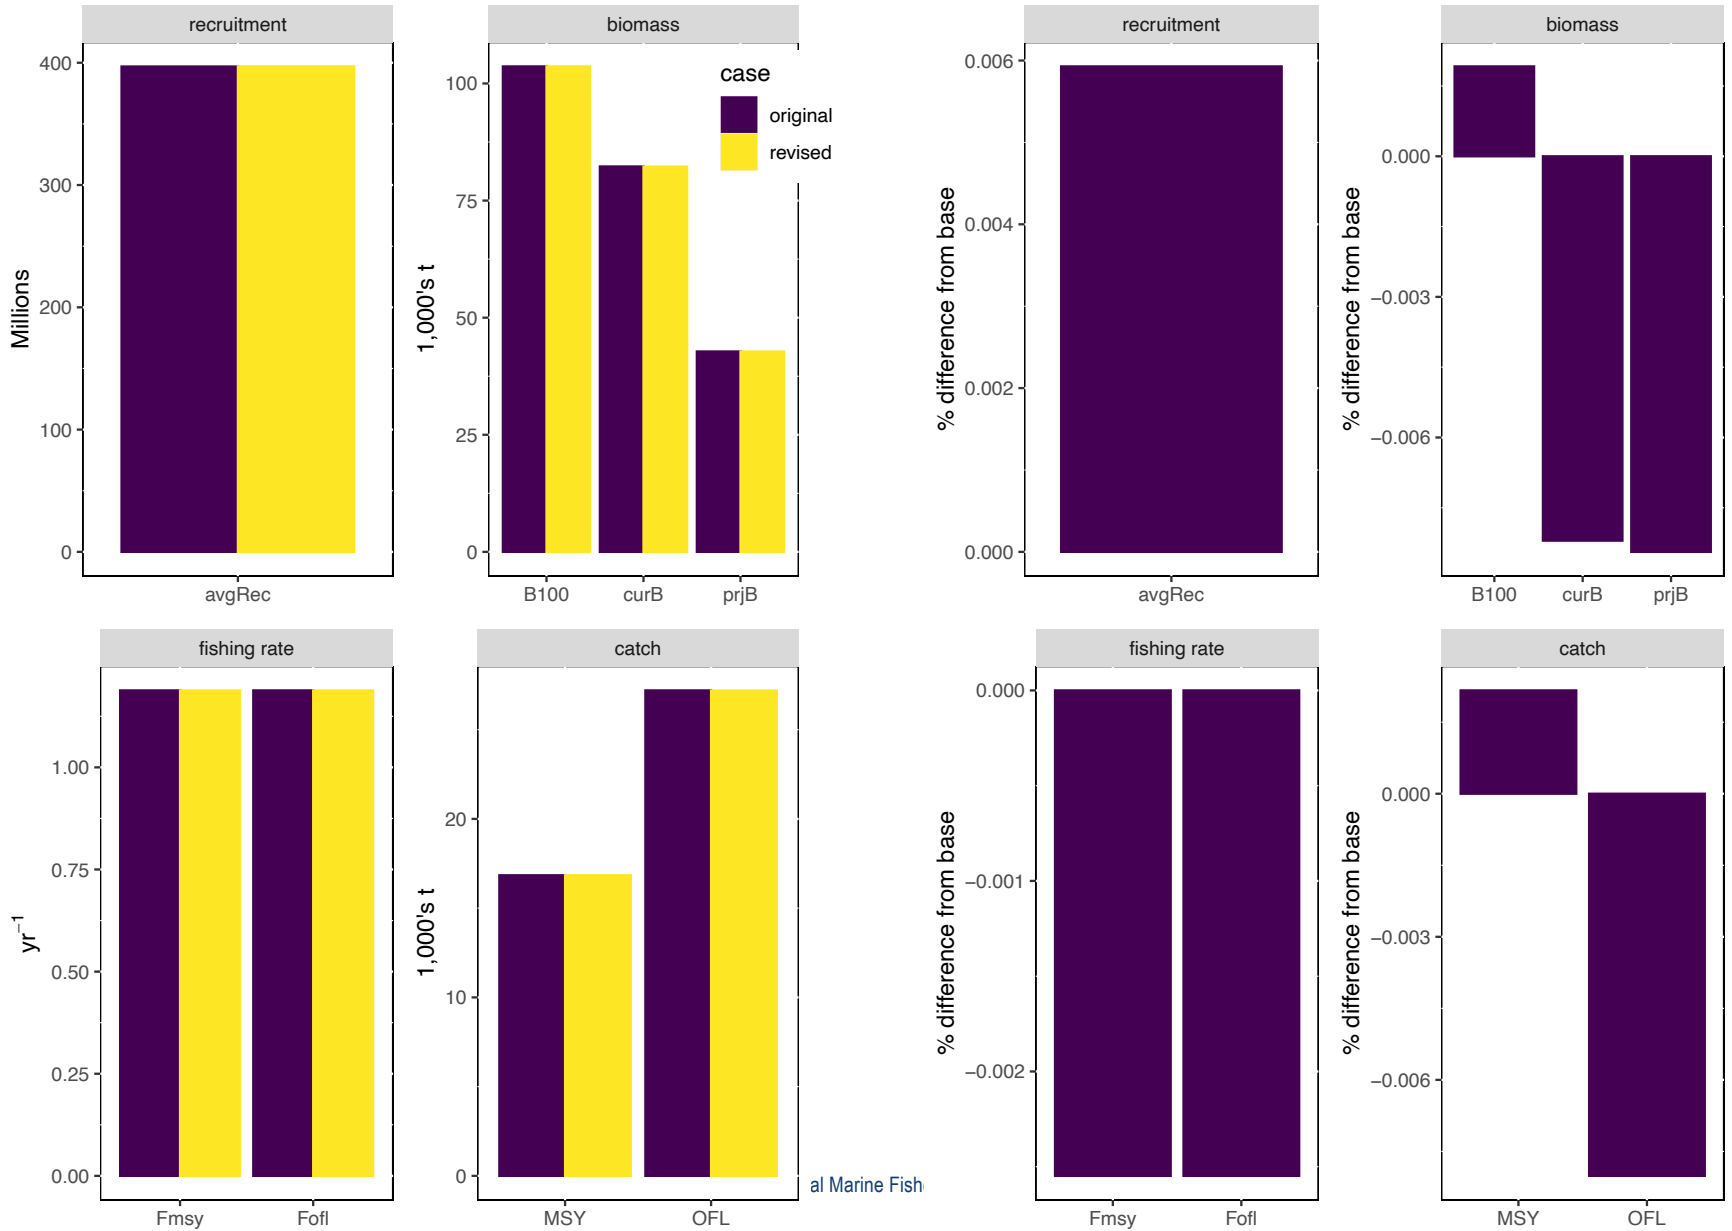 recruitment
biomass
Millions
400
300
200
100
0
avgRec
1,000's t
100
75
50
25
0
B100 curB prjB
case
original
revised
recruitment
biomass
% difference from base
0.006
0.004
0.002
0.000
avgRec
% difference from base
0.000
−0.003
−0.006
B100 curB prjB
fishing rate
catch
yr⁻¹
1.00
0.75
0.50
0.25
0.00
Fmsy Fofl
1,000's t
20
10
0
MSY OFL
al Marine Fish
fishing rate
catch
% difference from base
0.000
−0.001
−0.002
Fmsy Fofl
% difference from base
0.000
−0.003
−0.006
MSY OFL